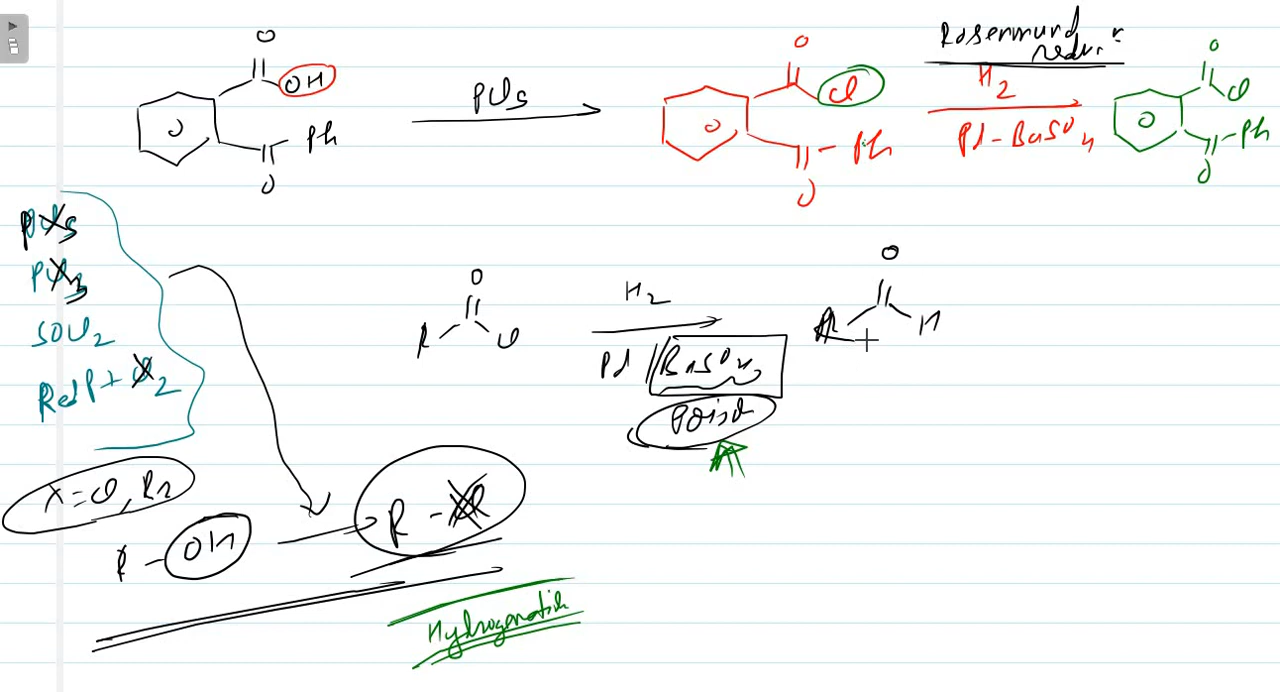 O
OH
Ph
O
PCl5
O
Cl
Ph
O
Rosenmund
reducn
H2
Pd-BaSO4
O
Cl
Ph
O
PX5
PX3
SOCl2
Red P + X2
X = Cl, Br
R-OH
R-X
O
R
Cl
H2
Pd/BaSO4
Poison
O
R
H
Hydrogenation